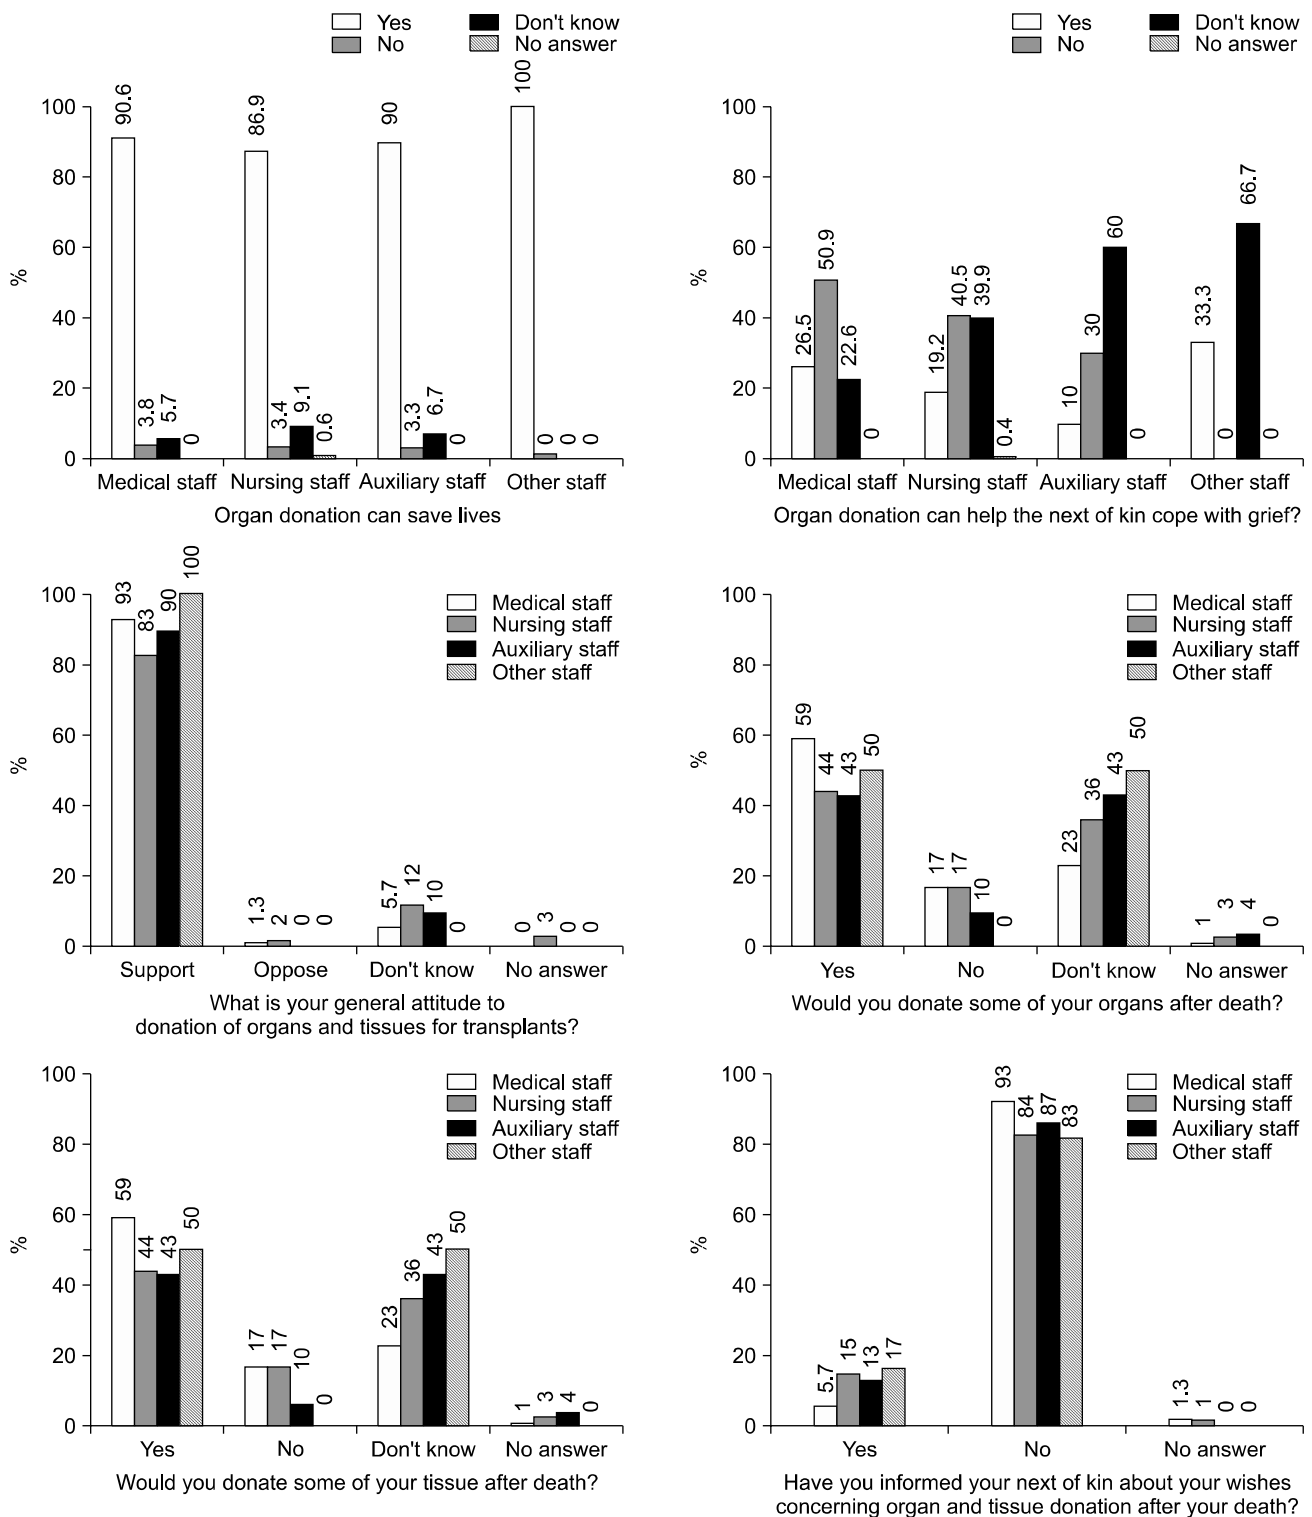 Yes
No
Don't know
No answer
%
100
80
60
40
20
0
90.6
3.8
5.7
0
86.9
3.4
9.1
0.6
90
3.3
6.7
0
100
0
0
0
Medical staff
Nursing staff
Auxiliary staff
Other staff
Organ donation can save lives
Yes
No
Don't know
No answer
%
100
80
60
40
20
0
26.5
50.9
22.6
0
19.2
40.5
39.9
0.4
10
30
60
0
33.3
0
66.7
0
Medical staff
Nursing staff
Auxiliary staff
Other staff
Organ donation can help the next of kin cope with grief?
%
100
80
60
40
20
0
Medical staff
Nursing staff
Auxiliary staff
Other staff
93
83
90
100
1.3
2
0
0
5.7
12
10
0
0
3
0
0
Support
Oppose
Don't know
No answer
What is your general attitude to
donation of organs and tissues for transplants?
%
100
80
60
40
20
0
Medical staff
Nursing staff
Auxiliary staff
Other staff
59
44
43
50
17
17
10
0
23
36
43
50
1
3
4
0
Yes
No
Don't know
No answer
Would you donate some of your organs after death?
%
100
80
60
40
20
0
Medical staff
Nursing staff
Auxiliary staff
Other staff
59
44
43
50
17
17
10
0
23
36
43
50
1
3
4
0
Yes
No
Don't know
No answer
Would you donate some of your tissue after death?
%
100
80
60
40
20
0
Medical staff
Nursing staff
Auxiliary staff
Other staff
5.7
15
13
17
93
84
87
83
1.3
1
0
0
Yes
No
No answer
Have you informed your next of kin about your wishes
concerning organ and tissue donation after your death?